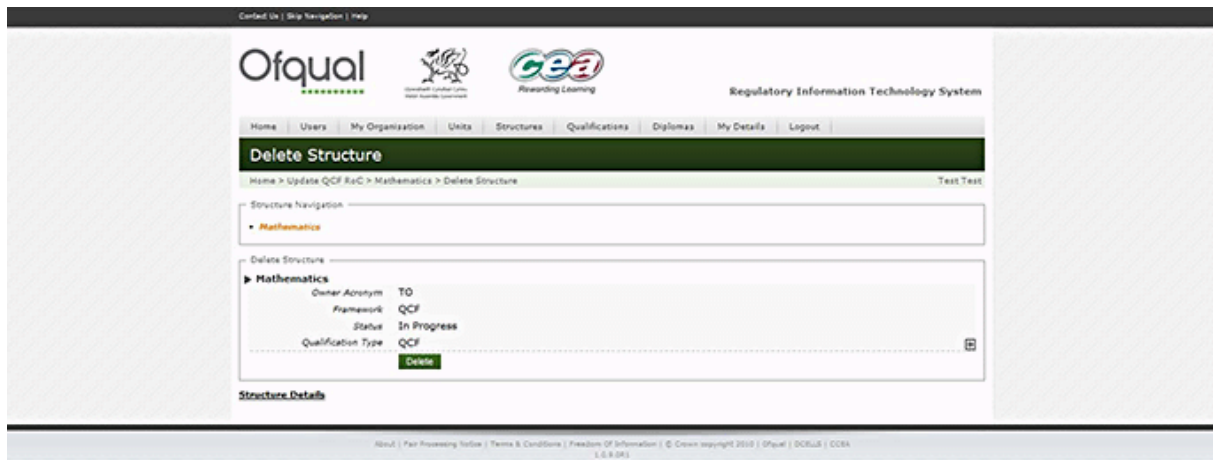 Contact Us | Skip Navigation | Help
Ofqual
Rewarding Learning
Regulatory Information Technology System
Home Users My Organisation Units Structures Qualifications Diplomas My Details Logout
Delete Structure
Home > Update QCF RoC > Mathematics > Delete Structure Test Test
Structure Navigation
Mathematics
Delete Structure
Mathematics
Owner Acronym TO
Framework QCF
Status In Progress
Qualification Type QCF
Delete
Structure Details
About | Fair Processing Notice | Terms & Conditions | Freedom Of Information | © Crown copyright 2010 | Ofqual | DCELLS | CCEA